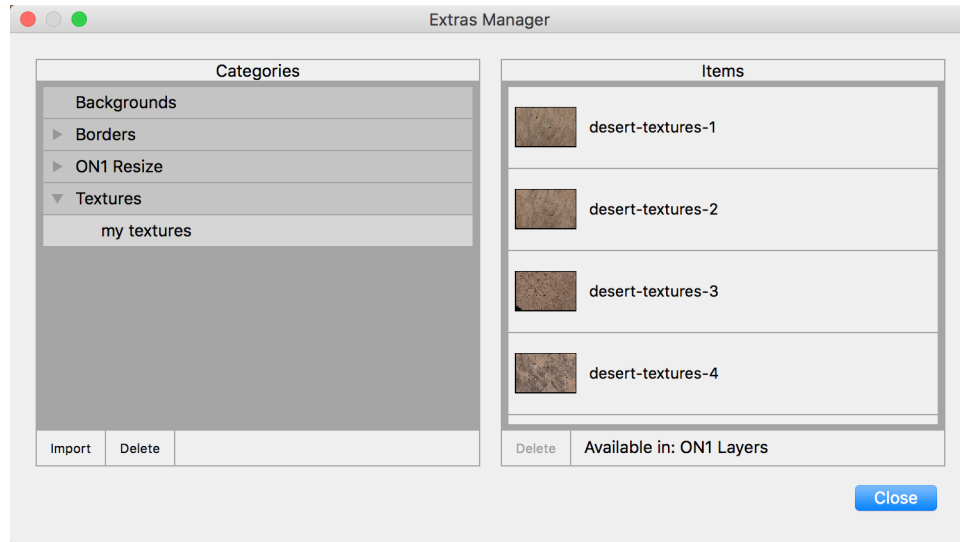 Extras Manager
Categories
Backgrounds
Borders
ON1 Resize
Textures
my textures
Import Delete
Items
desert-textures-1
desert-textures-2
desert-textures-3
desert-textures-4
Delete Available in: ON1 Layers
Close